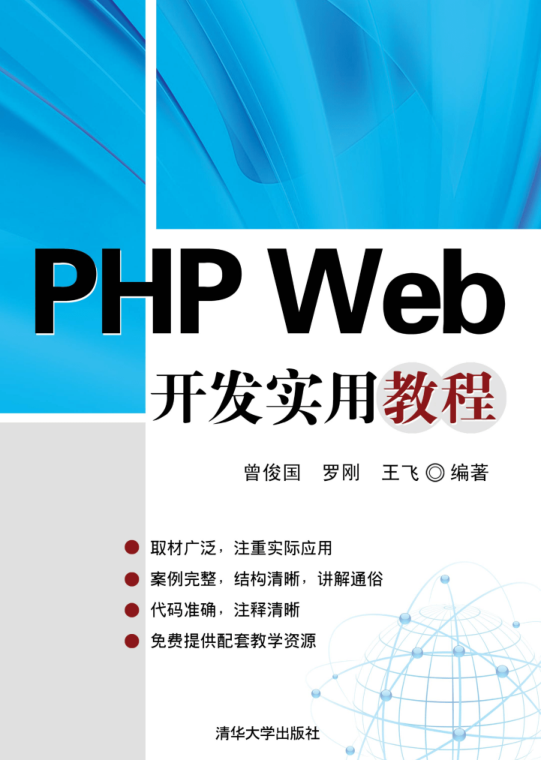 PHP Web
开发实用教程
曾俊国 罗刚 王飞 ◎ 编著
● 取材广泛，注重实际应用
● 案例完整，结构清晰，讲解通俗
● 代码准确，注释清晰
● 免费提供配套教学资源
清华大学出版社